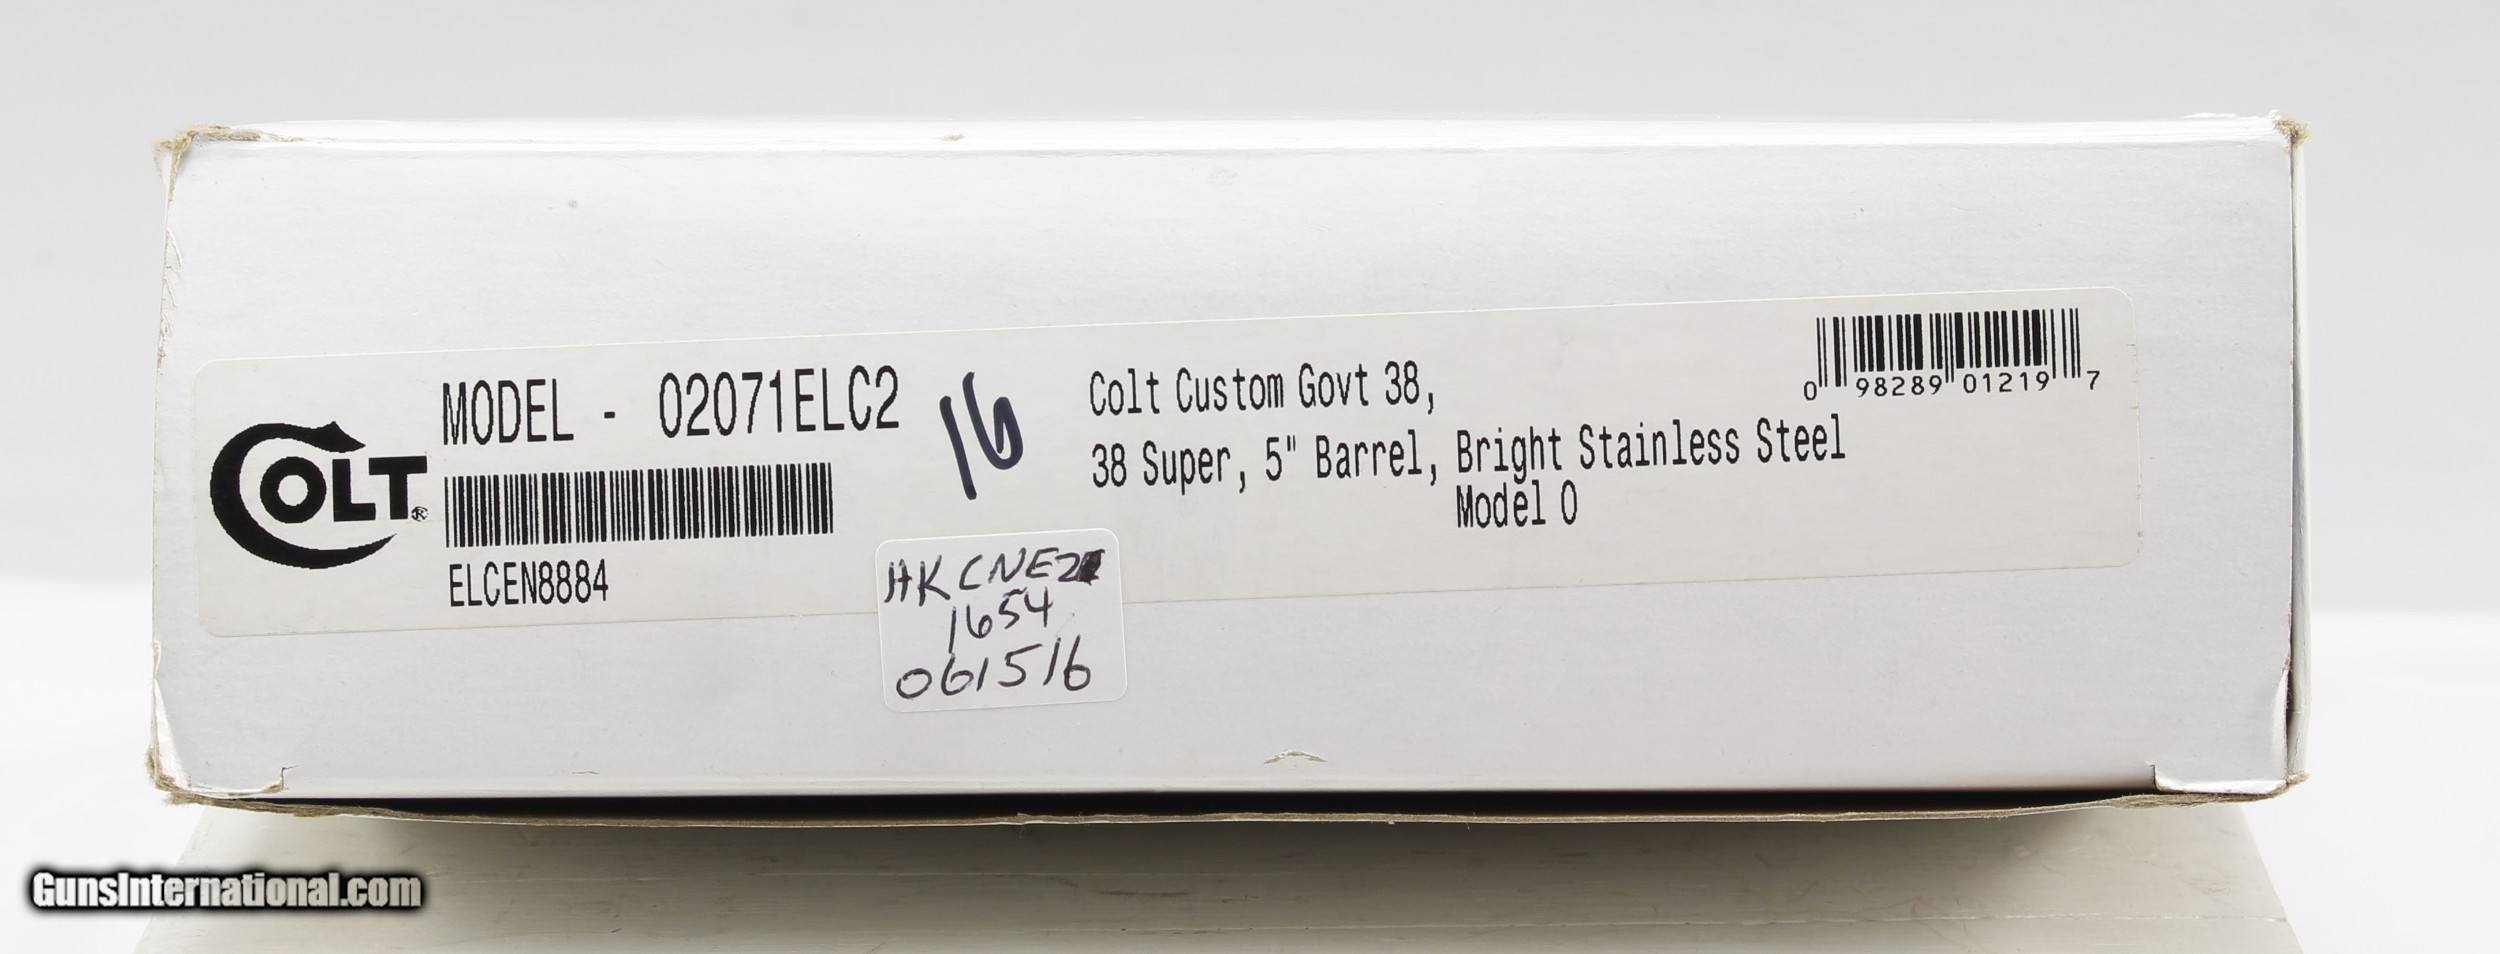 MODEL - 02071ELC2
16
Colt Custom Govt 38,
38 Super, 5" Barrel, Bright Stainless Steel
Model O
0 98289 01219 7
COLT®
ELCEN8884
HKCNE2
1654
061516
GunsInternational.com